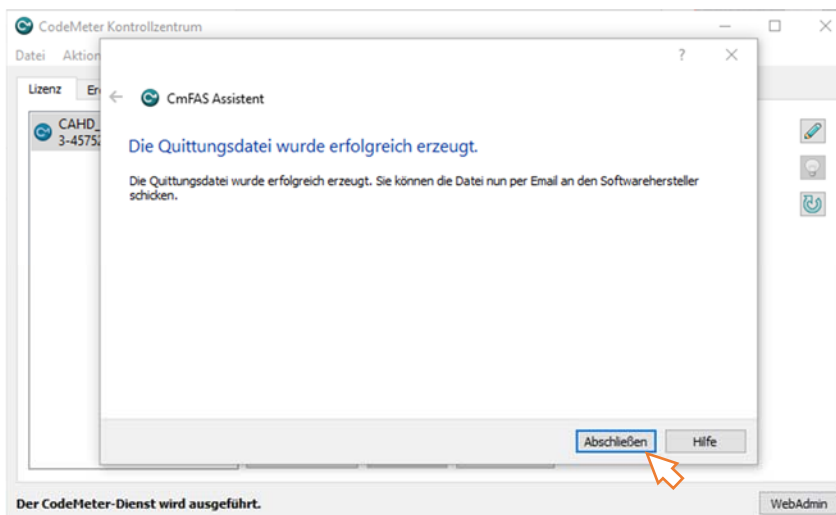 CodeMeter Kontrollzentrum
Datei Aktion
Lizenz
CmFAS Assistent
CAHD_
3-4575
Die Quittungsdatei wurde erfolgreich erzeugt.
Die Quittungsdatei wurde erfolgreich erzeugt. Sie können die Datei nun per Email an den Softwarehersteller
schicken.
Abschließen Hilfe
Der CodeMeter-Dienst wird ausgeführt. WebAdmin